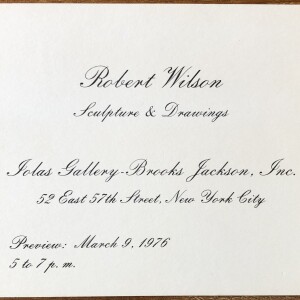 Robert Wilson
Sculpture & Drawings
Iolas Gallery-Brooks Jackson, Inc.
52 East 57th Street, New York City
Preview: March 9, 1976
5 to 7 p. m.